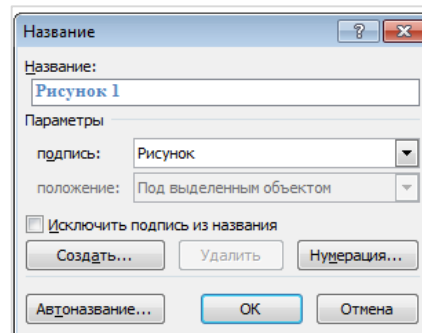 Название
Название:
Рисунок 1
Параметры
подпись: Рисунок
положение: Под выделенным объектом
Исключить подпись из названия
Создать... Удалить Нумерация...
Автоназвание... ОК Отмена